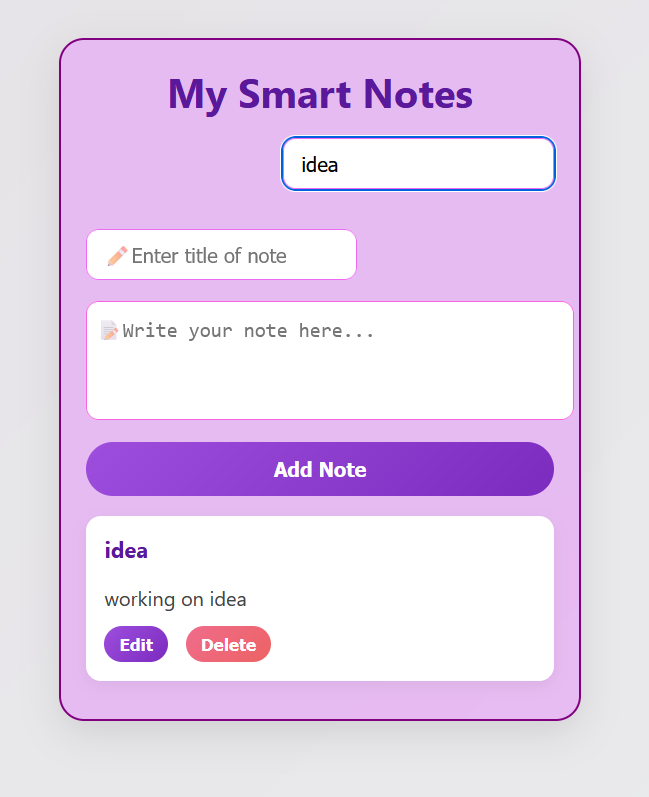 My Smart Notes
idea
✏️Enter title of note
📝Write your note here...
Add Note
idea
working on idea
Edit Delete